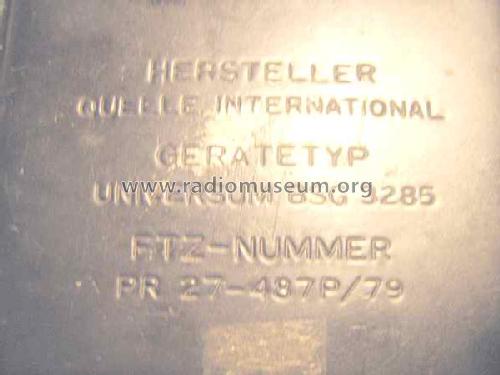 HERSTELLER
QUELLE INTERNATIONAL
GERATETYP
www.radiomuseum.org
UNIVERSUM BSG 3285
FTZ-NUMMER
PR 27-487P/79